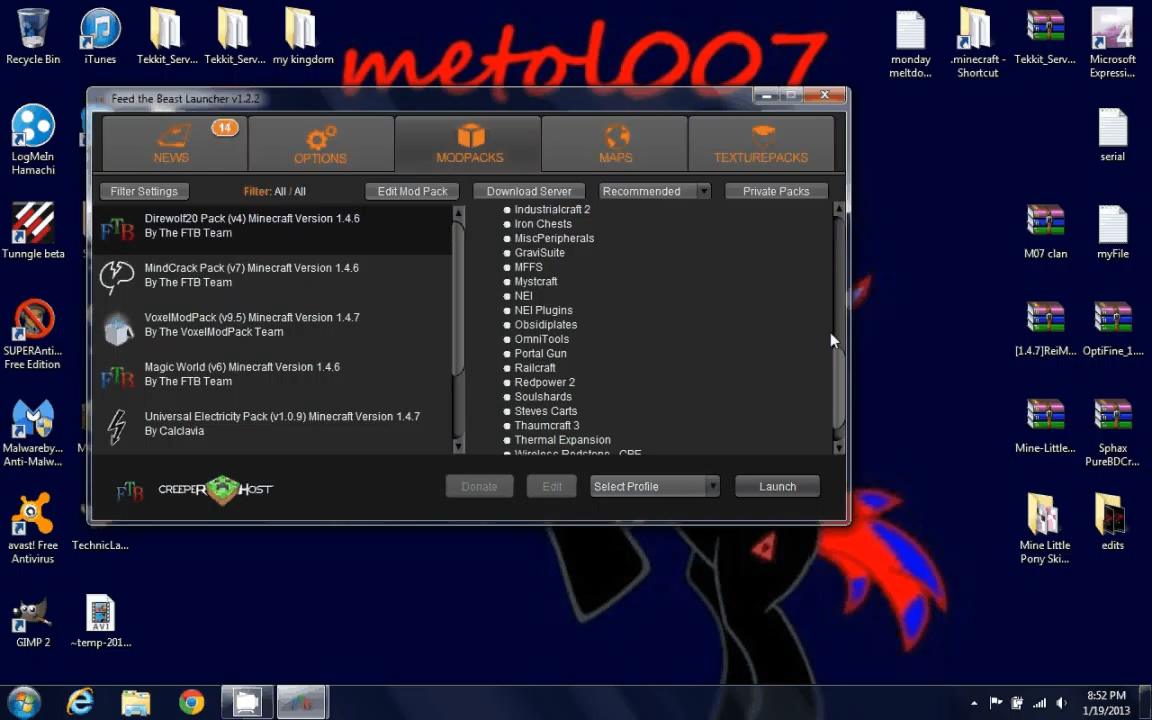 metol007
Recycle Bin
iTunes
Tekkit_Serv...
Tekkit_Serv...
my kingdom
monday
meltdo...
.minecraft -
Shortcut
Tekkit_Serv...
Microsoft
Expressi...
LogMeIn
Hamachi
serial
Tunngle beta
M07 clan
myFile
SUPERAnti...
Free Edition
[1.4.7]ReiM...
OptiFine_1....
Malwareby...
Anti-Malw...
Mine-Little...
Sphax
PureBDCr...
avast! Free
Antivirus
TechnicLa...
Mine Little
Pony Ski...
edits
GIMP 2
~temp-201...
Feed the Beast Launcher v1.2.2
NEWS
14
OPTIONS
MODPACKS
MAPS
TEXTUREPACKS
Filter Settings
Filter: All / All
Edit Mod Pack
Download Server
Recommended
Private Packs
FTB
Direwolf20 Pack (v4) Minecraft Version 1.4.6
By The FTB Team
MindCrack Pack (v7) Minecraft Version 1.4.6
By The FTB Team
VoxelModPack (v9.5) Minecraft Version 1.4.7
By The VoxelModPack Team
FTB
Magic World (v6) Minecraft Version 1.4.6
By The FTB Team
Universal Electricity Pack (v1.0.9) Minecraft Version 1.4.7
By Calclavia
Industrialcraft 2
Iron Chests
MiscPeripherals
GraviSuite
MFFS
Mystcraft
NEI
NEI Plugins
Obsidiplates
OmniTools
Portal Gun
Railcraft
Redpower 2
Soulshards
Steves Carts
Thaumcraft 3
Thermal Expansion
Wireless Redstone - CBE
FTB
CREEPER HOST
Donate
Edit
Select Profile
Launch
8:52 PM
1/19/2013